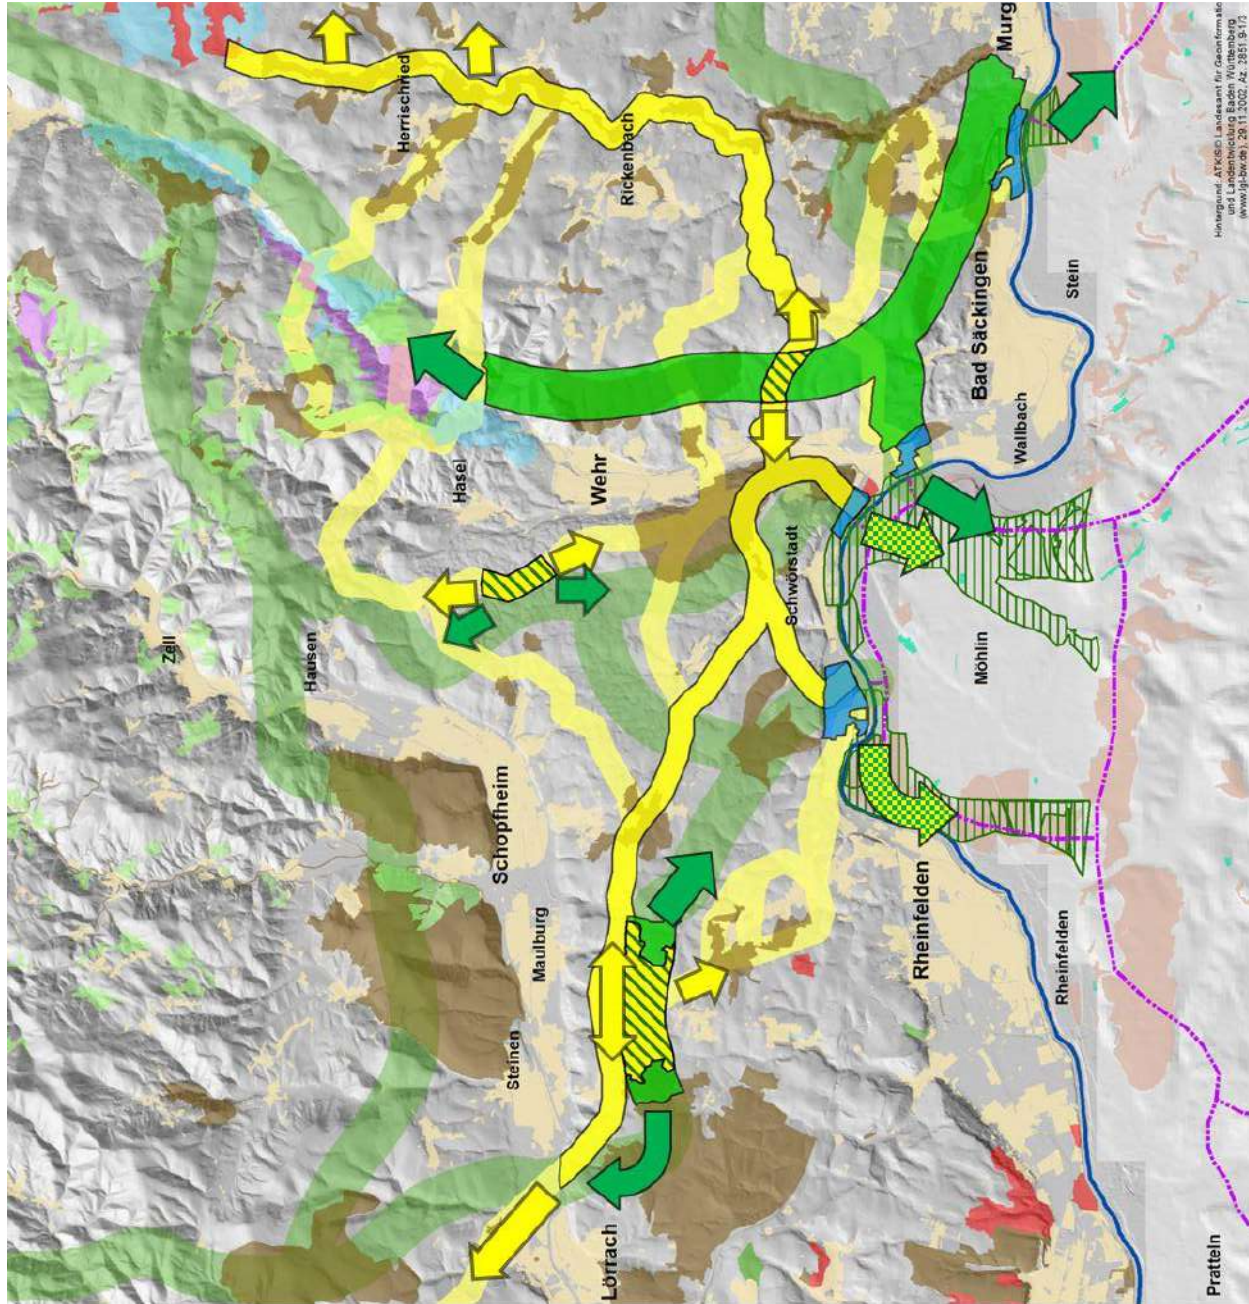 Zell
Hausen
Herrischried
Hasel
Schopfheim
Steinen
Maulburg
Wehr
Lörrach
Rickenbach
Schwörstadt
Rheinfelden
Bad Säckingen
Möhlin
Murg
Wallbach
Rheinfelden
Stein
Pratteln
Hintergrund: ATKIS© Landesamt für Geoinformatio
und Landentwicklung Baden Württemberg
(www.lgl-bw.de), 29.11.2002, Az.: 2851.9-1/3